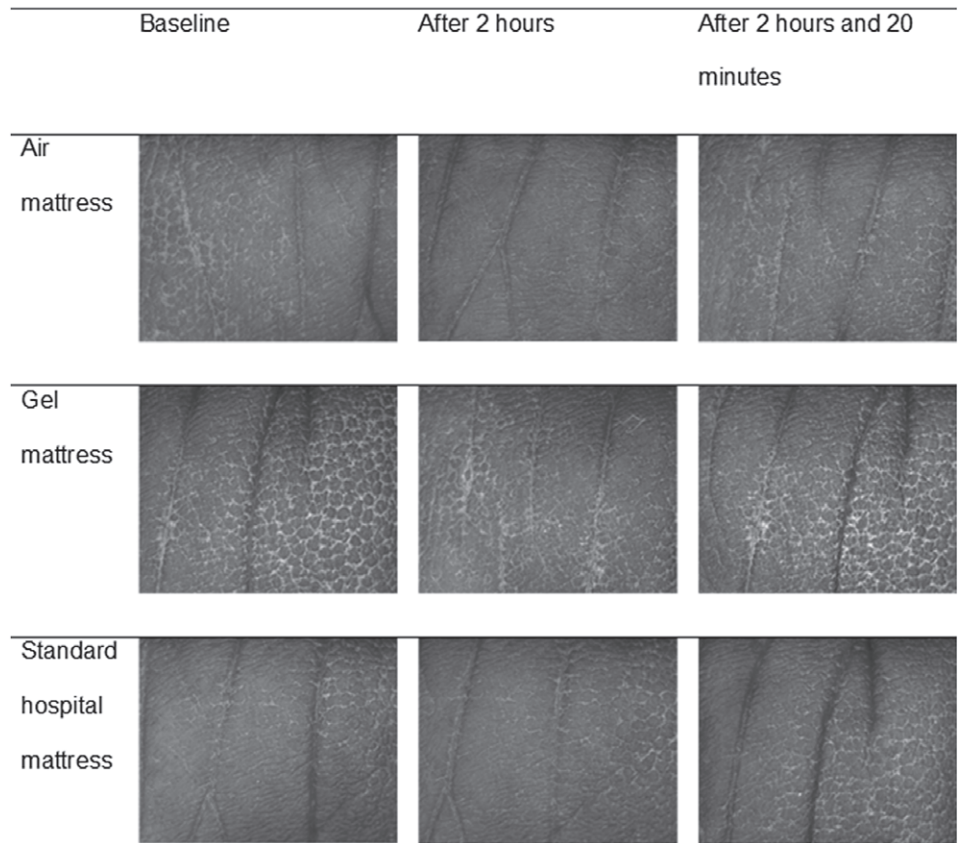 Baseline
After 2 hours
After 2 hours and 20
minutes
Air
mattress
Gel
mattress
Standard
hospital
mattress